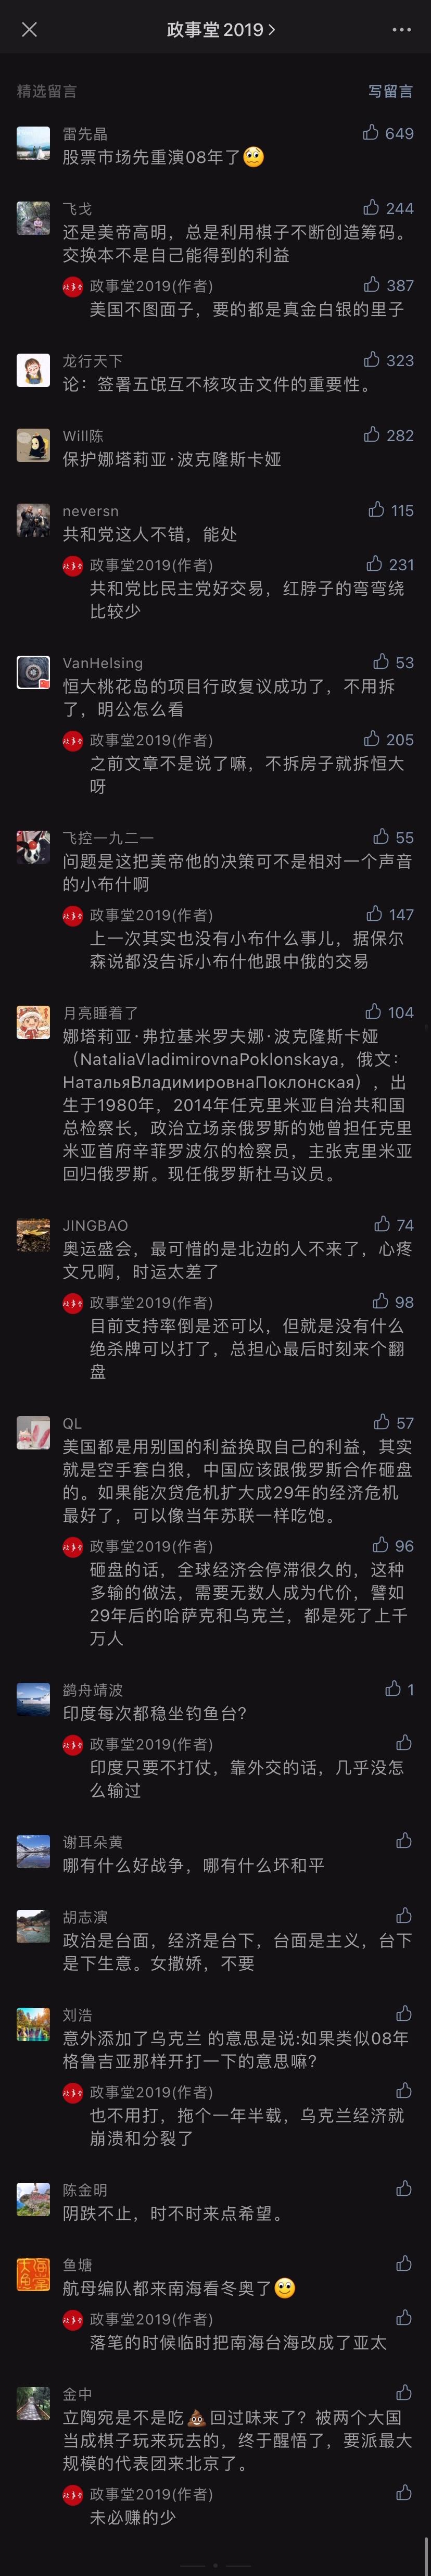 政事堂2019
精选留言
写留言
雷先晶
649
股票市场先重演08年了🥺
飞戈
244
还是美帝高明，总是利用棋子不断创造筹码。
交换本不是自己能得到的利益
政事堂2019(作者)
387
美国不图面子，要的都是真金白银的里子
龙行天下
323
论：签署五氓互不核攻击文件的重要性。
Will陈
282
保护娜塔莉亚·波克隆斯卡娅
neversn
115
共和党这人不错，能处
政事堂2019(作者)
231
共和党比民主党好交易，红脖子的弯弯绕
比较少
VanHelsing
53
恒大桃花岛的项目行政复议成功了，不用拆
了，明公怎么看
政事堂2019(作者)
205
之前文章不是说了嘛，不拆房子就拆恒大
呀
飞控一九二一
55
问题是这把美帝他的决策可不是相对一个声音
的小布什啊
政事堂2019(作者)
147
上一次其实也没有小布什么事儿，据保尔
森说都没告诉小布什他跟中俄的交易
月亮睡着了
104
娜塔莉亚·弗拉基米罗夫娜·波克隆斯卡娅
（NataliaVladimirovnaPoklonskaya，俄文：
НатальяВладимировнаПоклонская），出
生于1980年，2014年任克里米亚自治共和国
总检察长，政治立场亲俄罗斯的她曾担任克里
米亚首府辛菲罗波尔的检察员，主张克里米亚
回归俄罗斯。现任俄罗斯杜马议员。
JINGBAO
74
奥运盛会，最可惜的是北边的人不来了，心疼
文兄啊，时运太差了
政事堂2019(作者)
98
目前支持率倒是还可以，但就是没有什么
绝杀牌可以打了，总担心最后时刻来个翻
盘
QL
57
美国都是用别国的利益换取自己的利益，其实
就是空手套白狼，中国应该跟俄罗斯合作砸盘
的。如果能次贷危机扩大成29年的经济危机
最好了，可以像当年苏联一样吃饱。
政事堂2019(作者)
96
砸盘的话，全球经济会停滞很久的，这种
多输的做法，需要无数人成为代价，譬如
29年后的哈萨克和乌克兰，都是死了上千
万人
鹢舟靖波
1
印度每次都稳坐钓鱼台?
政事堂2019(作者)
印度只要不打仗，靠外交的话，几乎没怎
么输过
谢耳朵黄
哪有什么好战争，哪有什么坏和平
胡志演
政治是台面，经济是台下，台面是主义，台下
是下生意。女撒娇，不要
刘浩
意外添加了乌克兰 的意思是说:如果类似08年
格鲁吉亚那样开打一下的意思嘛?
政事堂2019(作者)
也不用打，拖个一年半载，乌克兰经济就
崩溃和分裂了
陈金明
阴跌不止，时不时来点希望。
鱼塘
航母编队都来南海看冬奥了🙂
政事堂2019(作者)
落笔的时候临时把南海台海改成了亚太
金中
立陶宛是不是吃💩回过味来了？被两个大国
当成棋子玩来玩去的，终于醒悟了，要派最大
规模的代表团来北京了。
政事堂2019(作者)
未必赚的少